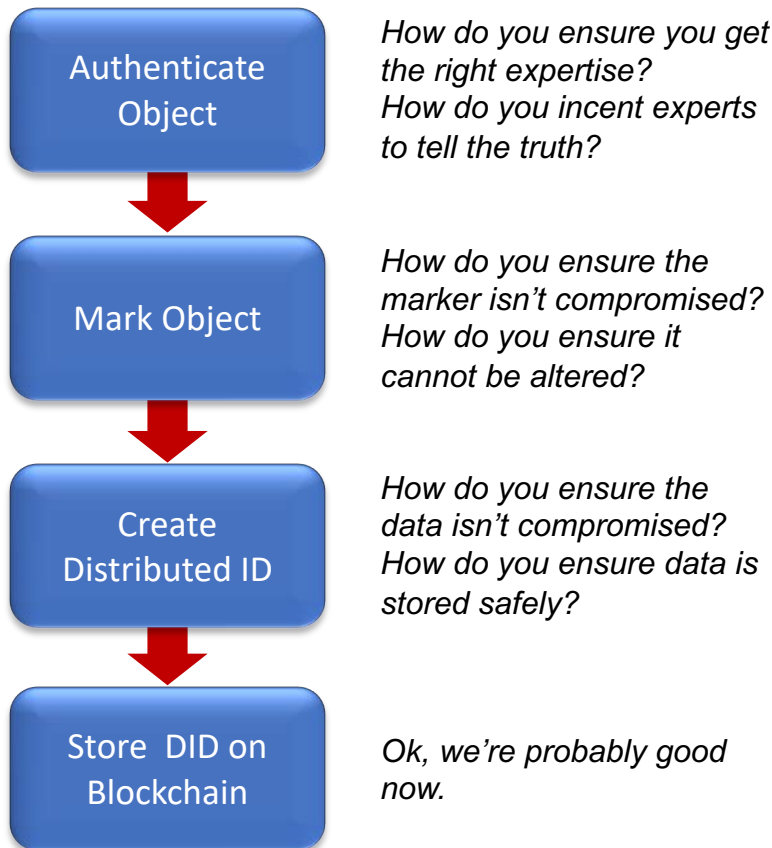 Authenticate
Object
How do you ensure you get
the right expertise?
How do you incent experts
to tell the truth?
Mark Object
How do you ensure the
marker isn’t compromised?
How do you ensure it
cannot be altered?
Create
Distributed ID
How do you ensure the
data isn’t compromised?
How do you ensure data is
stored safely?
Store  DID on
Blockchain
Ok, we’re probably good
now.